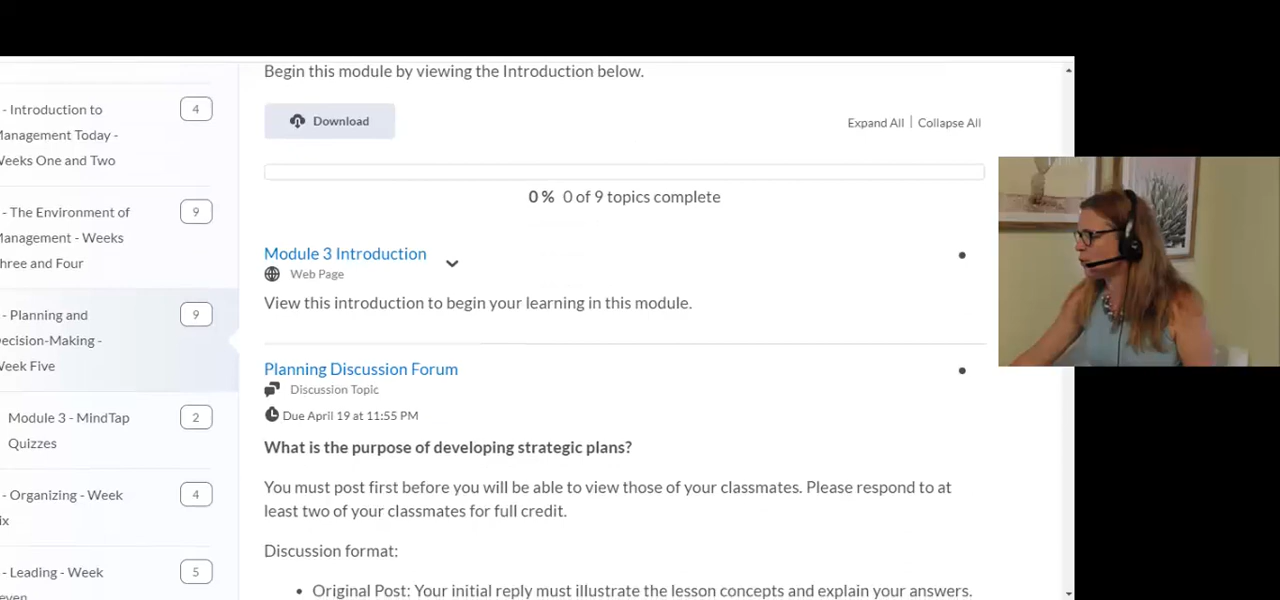 - Introduction to
Management Today -
Weeks One and Two
4
- The Environment of
Management - Weeks
Three and Four
9
- Planning and
Decision-Making -
Week Five
9
Module 3 - MindTap
Quizzes
2
- Organizing - Week
ix
4
- Leading - Week
even
5
Begin this module by viewing the Introduction below.
Download
Expand All | Collapse All
0 % 0 of 9 topics complete
Module 3 Introduction
Web Page
View this introduction to begin your learning in this module.
Planning Discussion Forum
Discussion Topic
Due April 19 at 11:55 PM
What is the purpose of developing strategic plans?
You must post first before you will be able to view those of your classmates. Please respond to at
least two of your classmates for full credit.
Discussion format:
• Original Post: Your initial reply must illustrate the lesson concepts and explain your answers.